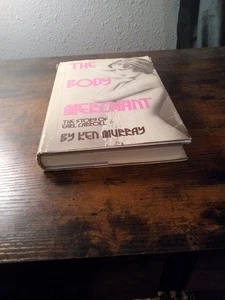 THE
BODY
MERCHANT
THE STORY OF
EARL CARROLL
BY KEN MURRAY